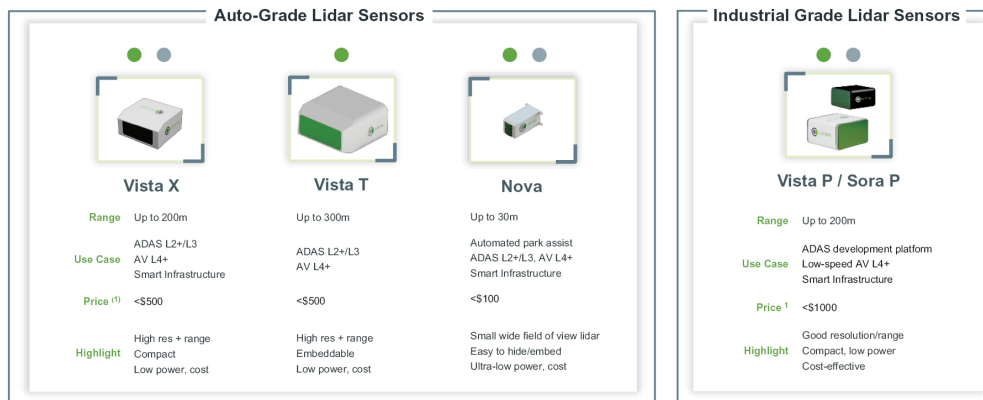 Auto-Grade Lidar Sensors
Vista X
Vista T
Nova
Range
Up to 200m
Up to 300m
Up to 30m
Use Case
ADAS L2+/L3
AV L4+
Smart Infrastructure
ADAS L2+/L3
AV L4+
Automated park assist
ADAS L2+/L3, AV L4+
Smart Infrastructure
Price (1)
<$500
<$500
<$100
Highlight
High res + range
Compact
Low power, cost
High res + range
Embeddable
Low power, cost
Small wide field of view lidar
Easy to hide/embed
Ultra-low power, cost
Industrial Grade Lidar Sensors
Vista P / Sora P
Range
Up to 200m
Use Case
ADAS development platform
Low-speed AV L4+
Smart Infrastructure
Price 1
<$1000
Highlight
Good resolution/range
Compact, low power
Cost-effective